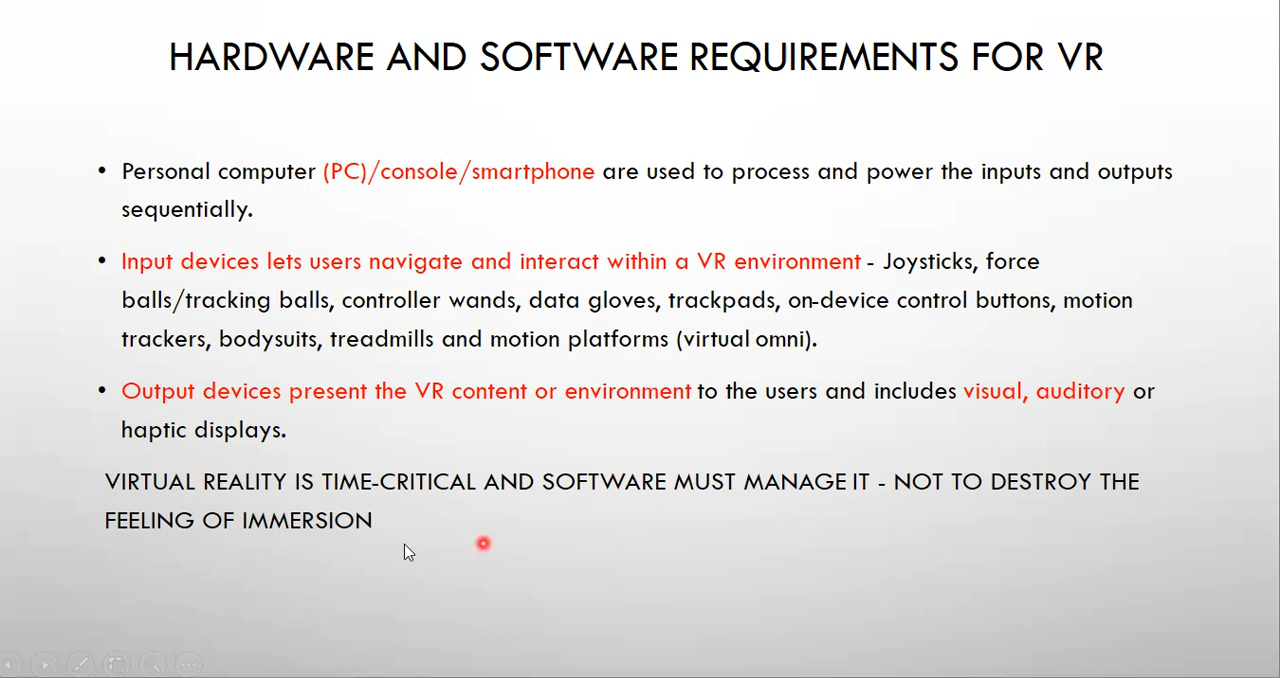 HARDWARE AND SOFTWARE REQUIREMENTS FOR VR
• Personal computer (PC)/console/smartphone are used to process and power the inputs and outputs
sequentially.
• Input devices lets users navigate and interact within a VR environment - Joysticks, force
balls/tracking balls, controller wands, data gloves, trackpads, on-device control buttons, motion
trackers, bodysuits, treadmills and motion platforms (virtual omni).
• Output devices present the VR content or environment to the users and includes visual, auditory or
haptic displays.
VIRTUAL REALITY IS TIME-CRITICAL AND SOFTWARE MUST MANAGE IT - NOT TO DESTROY THE
FEELING OF IMMERSION